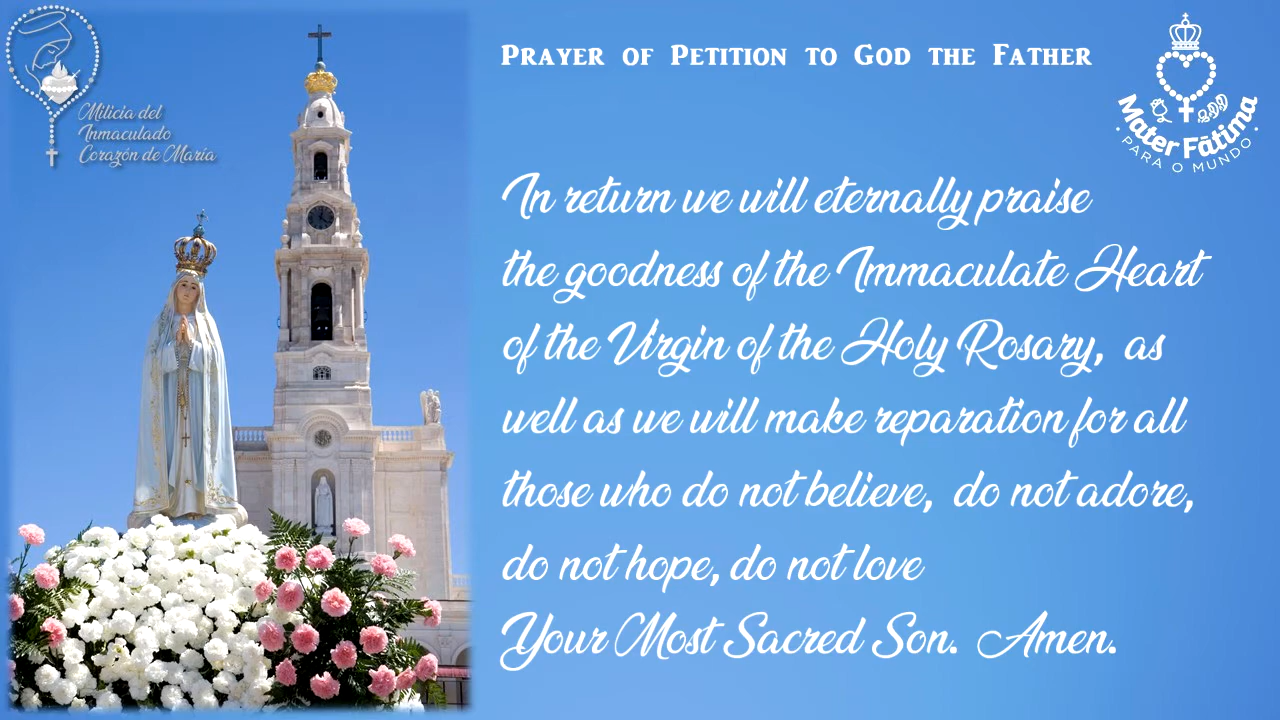 Milicia del
Inmaculado
Corazón de María
Prayer of Petition to God the Father
Mater Fátima
PARA O MUNDO
In return we will eternally praise
the goodness of the Immaculate Heart
of the Virgin of the Holy Rosary, as
well as we will make reparation for all
those who do not believe, do not adore,
do not hope, do not love
Your Most Sacred Son. Amen.